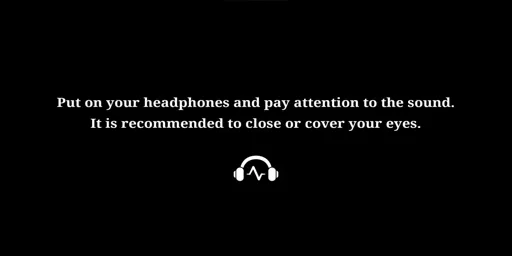 Put on your headphones and pay attention to the sound.
It is recommended to close or cover your eyes.